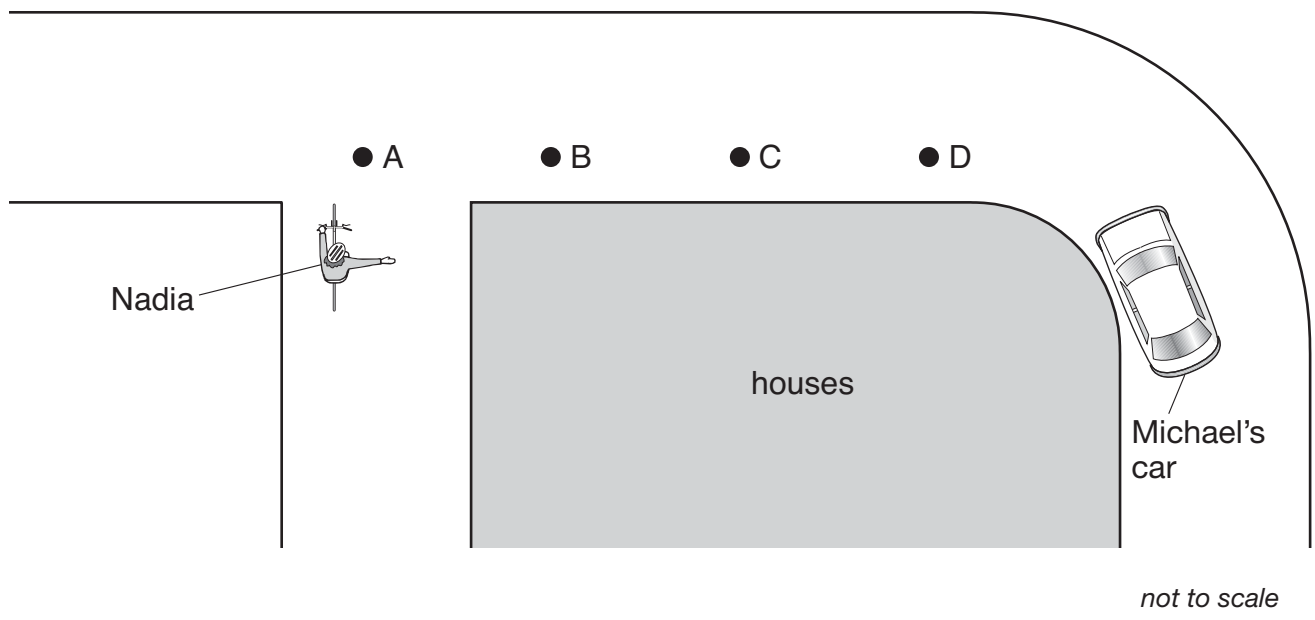 A
B
C
D
Nadia
houses
Michael’s
car
not to scale